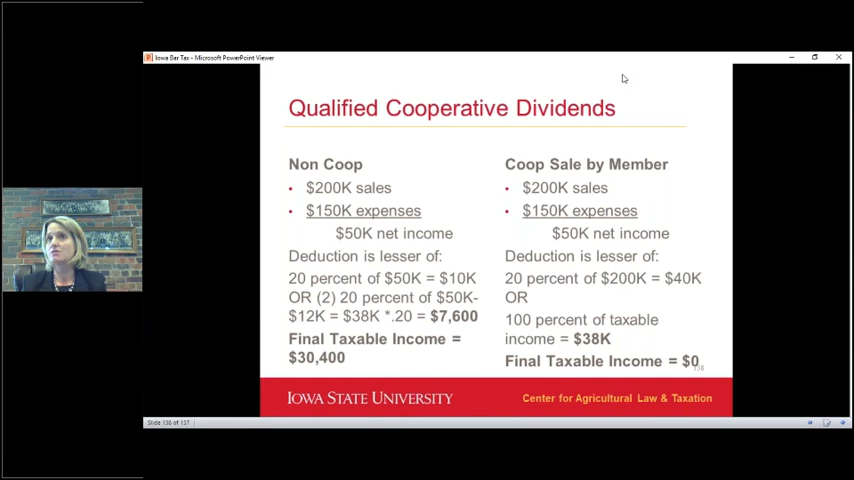 Iowa Bar Tax - Microsoft PowerPoint Viewer
Qualified Cooperative Dividends
Non Coop
• $200K sales
• $150K expenses
$50K net income
Deduction is lesser of:
20 percent of $50K = $10K
OR (2) 20 percent of $50K-
$12K = $38K *.20 = $7,600
Final Taxable Income =
$30,400
Coop Sale by Member
• $200K sales
• $150K expenses
$50K net income
Deduction is lesser of:
20 percent of $200K = $40K
OR
100 percent of taxable
income = $38K
Final Taxable Income = $0
138
IOWA STATE UNIVERSITY
Center for Agricultural Law & Taxation
Slide 138 of 157